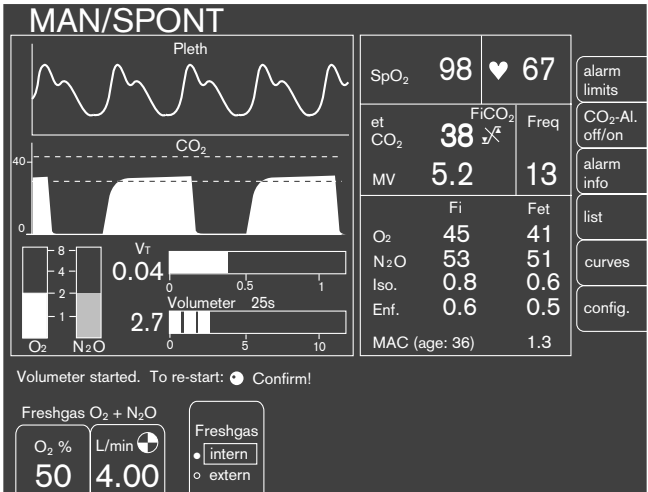 MAN/SPONT
Pleth
CO₂
40
0
8
4
2
1
O₂ N₂O
VT
0.04
0 0.5 1
Volumeter 25s
2.7
0 5 10
SpO₂ 98 ♥ 67
et CO₂ 38 FiCO₂ Freq
MV 5.2 13
Fi Fet
O₂ 45 41
N₂O 53 51
Iso. 0.8 0.6
Enf. 0.6 0.5
MAC (age: 36) 1.3
alarm
limits
CO₂-Al.
off/on
alarm
info
list
curves
config.
Volumeter started. To re-start: Confirm!
Freshgas O₂ + N₂O
O₂ % L/min
50 4.00
Freshgas
intern
extern